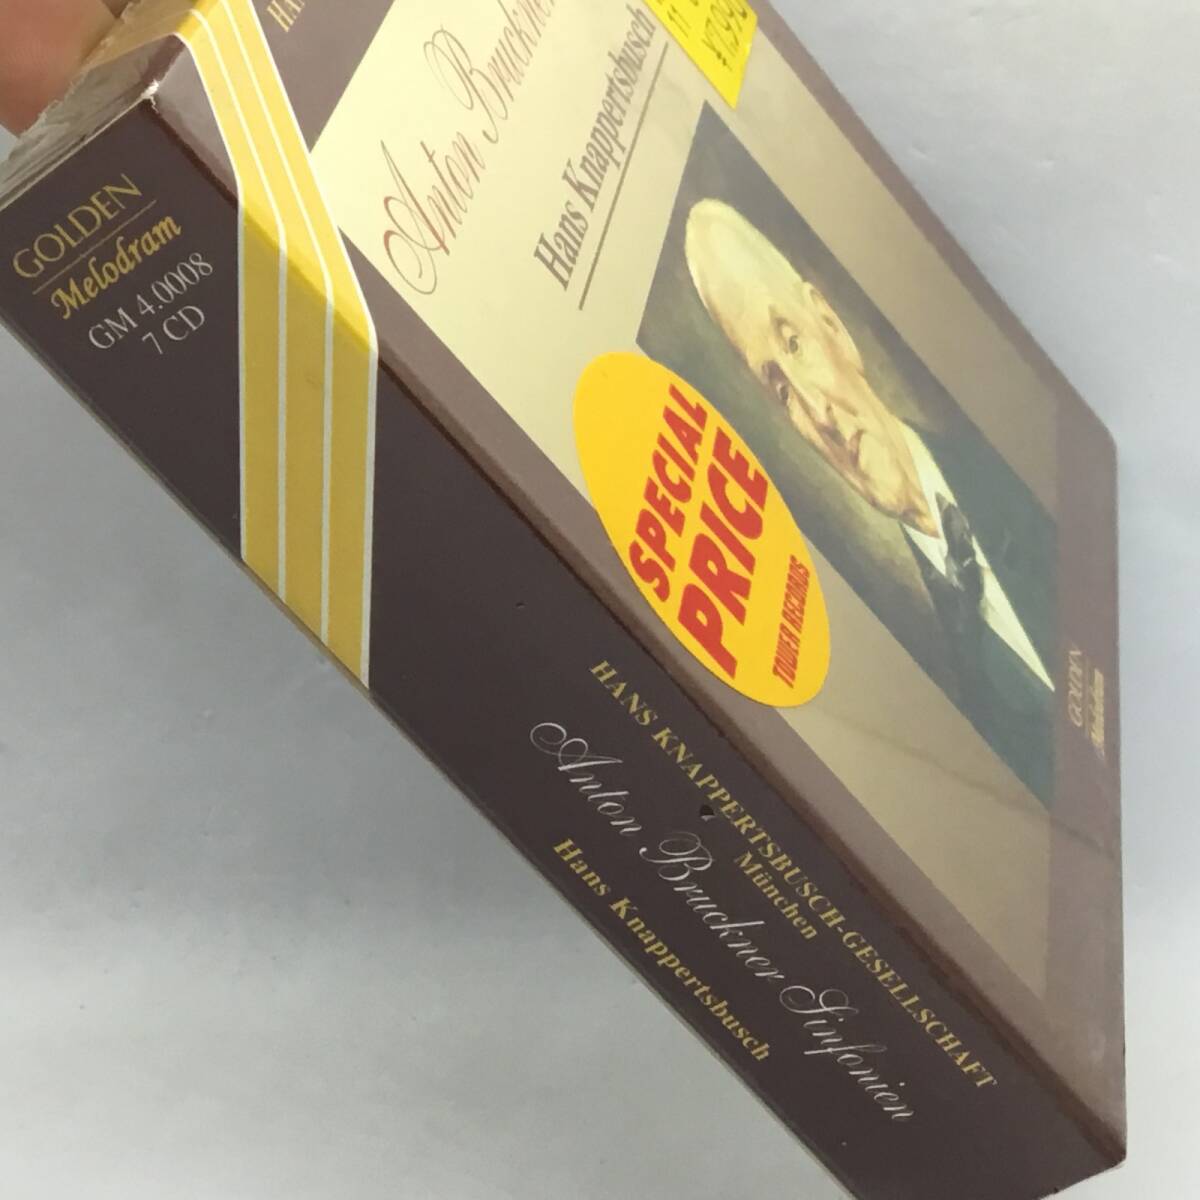 GOLDEN
Melodram
GM 4.0008
7 CD
Anton Bruckner
Hans Knappertsbusch
SPECIAL
PRICE
TOWER RECORDS
GOLDEN
Melodram
HANS KNAPPERTSBUSCH-GESELLSCHAFT
München
Anton Bruckner Sinfonien
Hans Knappertsbusch